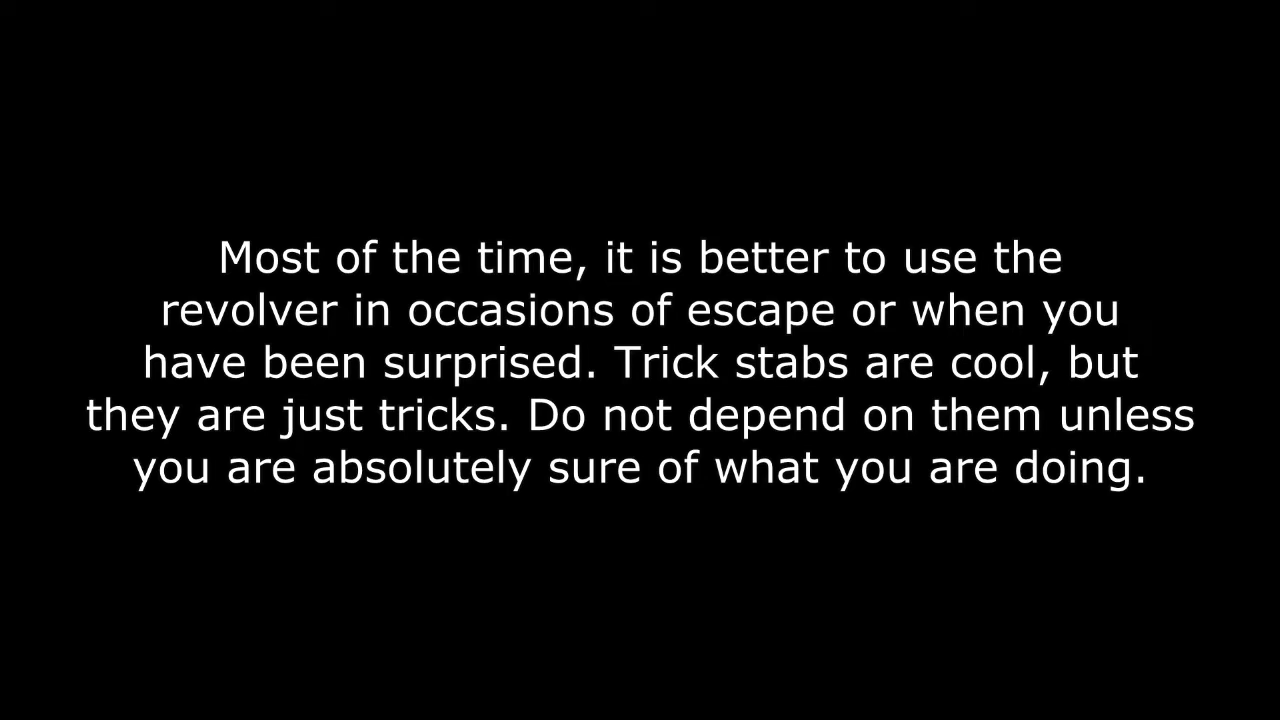 Most of the time, it is better to use the
revolver in occasions of escape or when you
have been surprised. Trick stabs are cool, but
they are just tricks. Do not depend on them unless
you are absolutely sure of what you are doing.